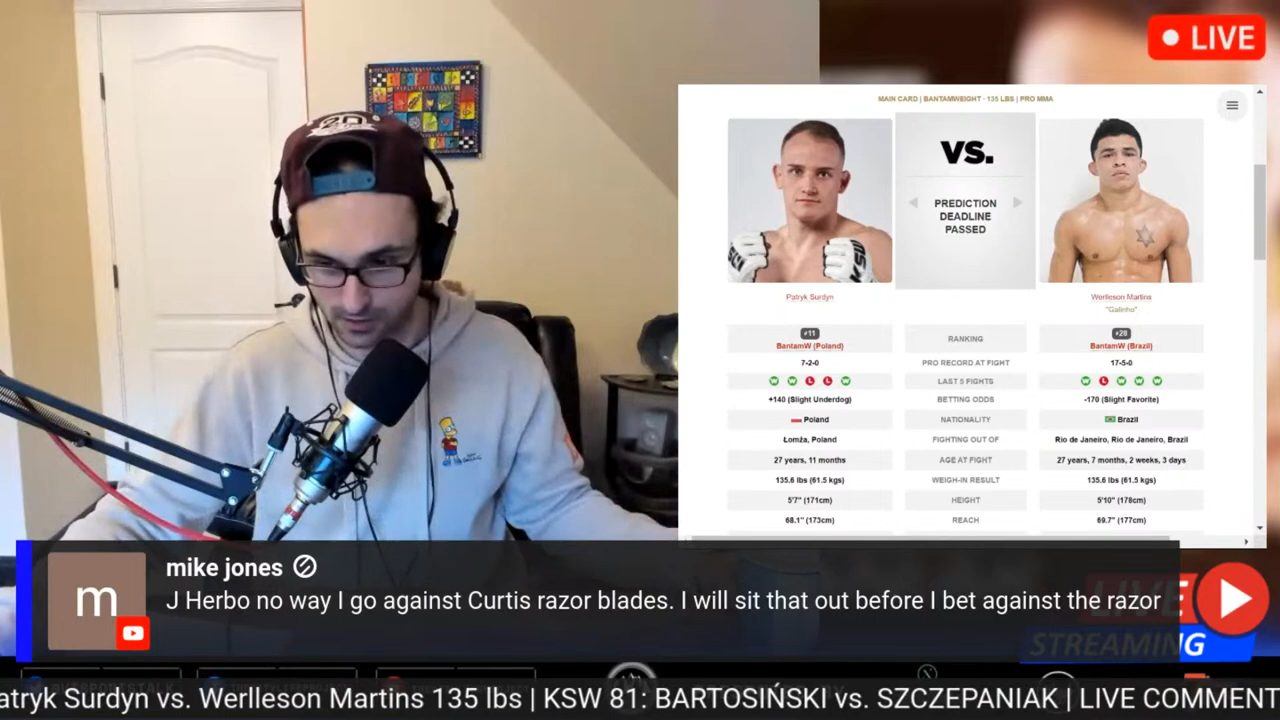 LIVE
MAIN CARD | BANTAMWEIGHT · 135 LBS | PRO MMA
VS.
PREDICTION
DEADLINE
PASSED
Patryk Surdyn
Werlleson Martins
"Galinho"
#11
BantamW (Poland)
RANKING
#28
BantamW (Brazil)
7-2-0
PRO RECORD AT FIGHT
17-5-0
W W L L W
LAST 5 FIGHTS
W L W W W
+140 (Slight Underdog)
BETTING ODDS
-170 (Slight Favorite)
Poland
NATIONALITY
Brazil
Łomża, Poland
FIGHTING OUT OF
Rio de Janeiro, Rio de Janeiro, Brazil
27 years, 11 months
AGE AT FIGHT
27 years, 7 months, 2 weeks, 3 days
135.6 lbs (61.5 kgs)
WEIGH-IN RESULT
135.6 lbs (61.5 kgs)
5'7" (171cm)
HEIGHT
5'10" (178cm)
68.1" (173cm)
REACH
69.7" (177cm)
m
mike jones
J Herbo no way I go against Curtis razor blades. I will sit that out before I bet against the razor
LIVE
STREAMING
atryk Surdyn vs. Werlleson Martins 135 lbs | KSW 81: BARTOSIŃSKI vs. SZCZEPANIAK | LIVE COMMENT